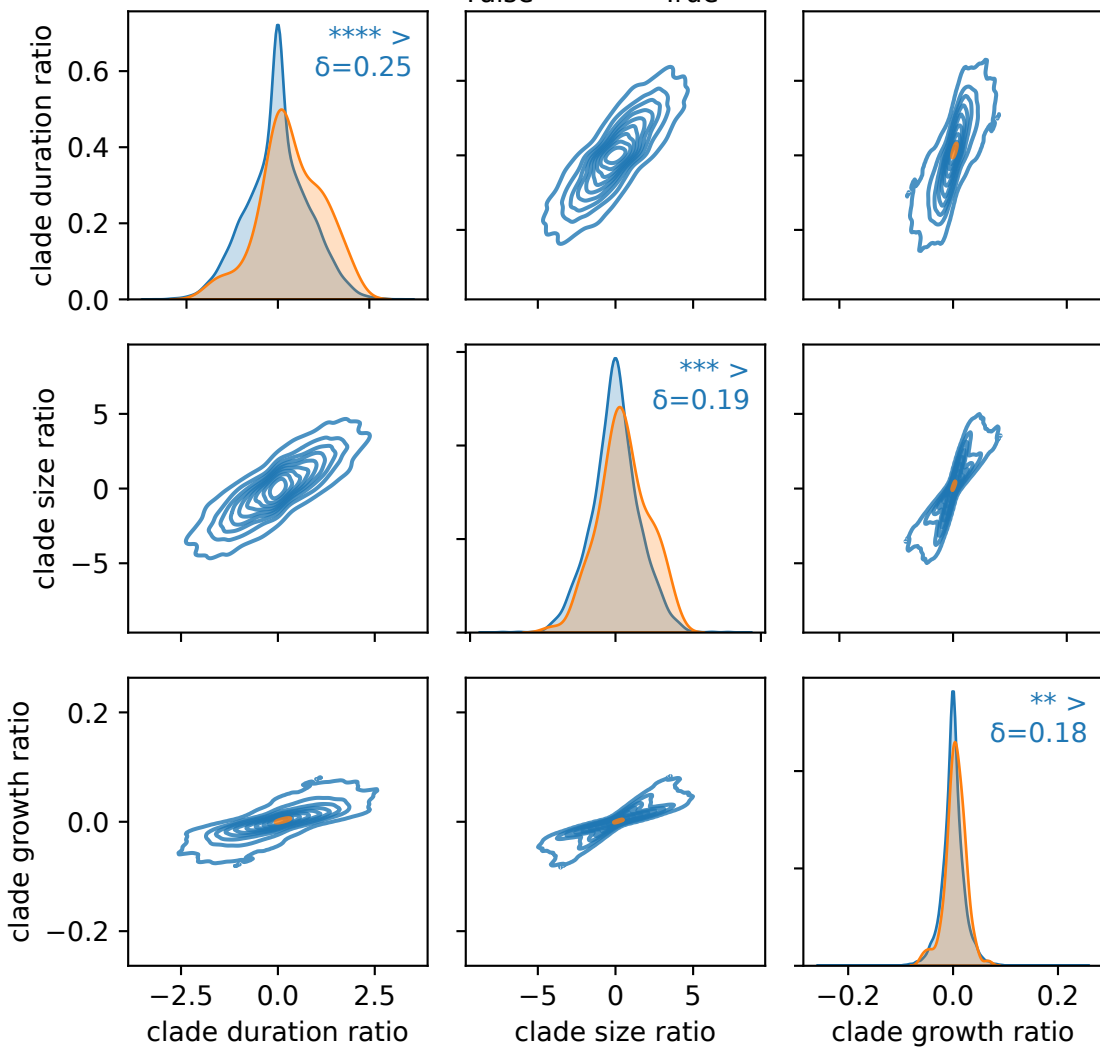 True
clade duration ratio
0.6
0.4
0.2
0.0
**** >
δ=0.25
clade size ratio
5
0
−5
*** >
δ=0.19
clade growth ratio
0.2
0.0
−0.2
** >
δ=0.18
−2.5 0.0 2.5
−5 0 5
−0.2 0.0 0.2
clade duration ratio
clade size ratio
clade growth ratio